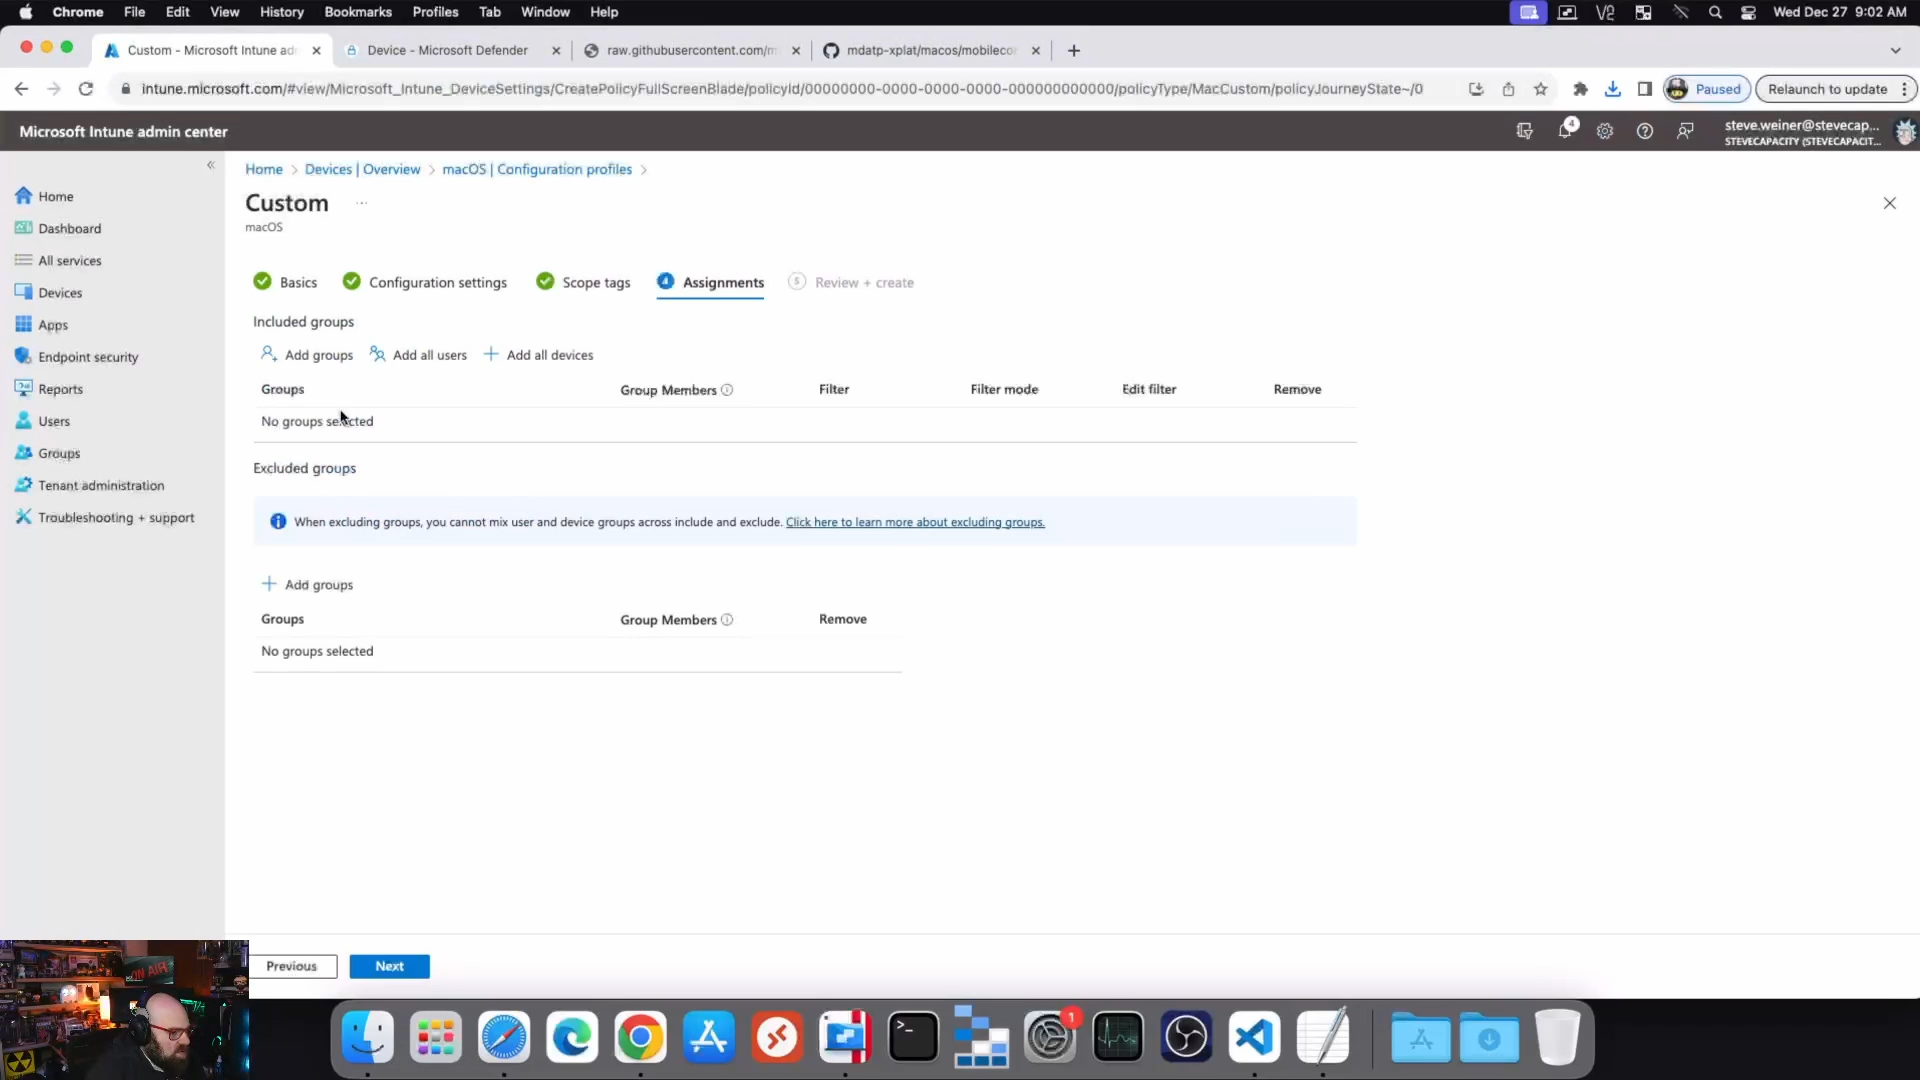 Chrome File Edit View History Bookmarks Profiles Tab Window Help Wed Dec 27 9:02 AM
Custom - Microsoft Intune ad Device - Microsoft Defender raw.githubusercontent.com/m mdatp-xplat/macos/mobilecon
intune.microsoft.com/#view/Microsoft_Intune_DeviceSettings/CreatePolicyFullScreenBlade/policyId/00000000-0000-0000-0000-000000000000/policyType/MacCustom/policyJourneyState~/0 Paused Relaunch to update
Microsoft Intune admin center 4 steve.weiner@stevecap...
STEVECAPACITY (STEVECAPACIT...
Home > Devices | Overview > macOS | Configuration profiles >
Custom ...
macOS
Home
Dashboard
All services
Devices
Apps
Endpoint security
Reports
Users
Groups
Tenant administration
Troubleshooting + support
Basics Configuration settings Scope tags 4 Assignments 5 Review + create
Included groups
Add groups Add all users Add all devices
Groups Group Members Filter Filter mode Edit filter Remove
No groups selected
Excluded groups
When excluding groups, you cannot mix user and device groups across include and exclude. Click here to learn more about excluding groups.
Add groups
Groups Group Members Remove
No groups selected
Previous Next
ON AIR
1